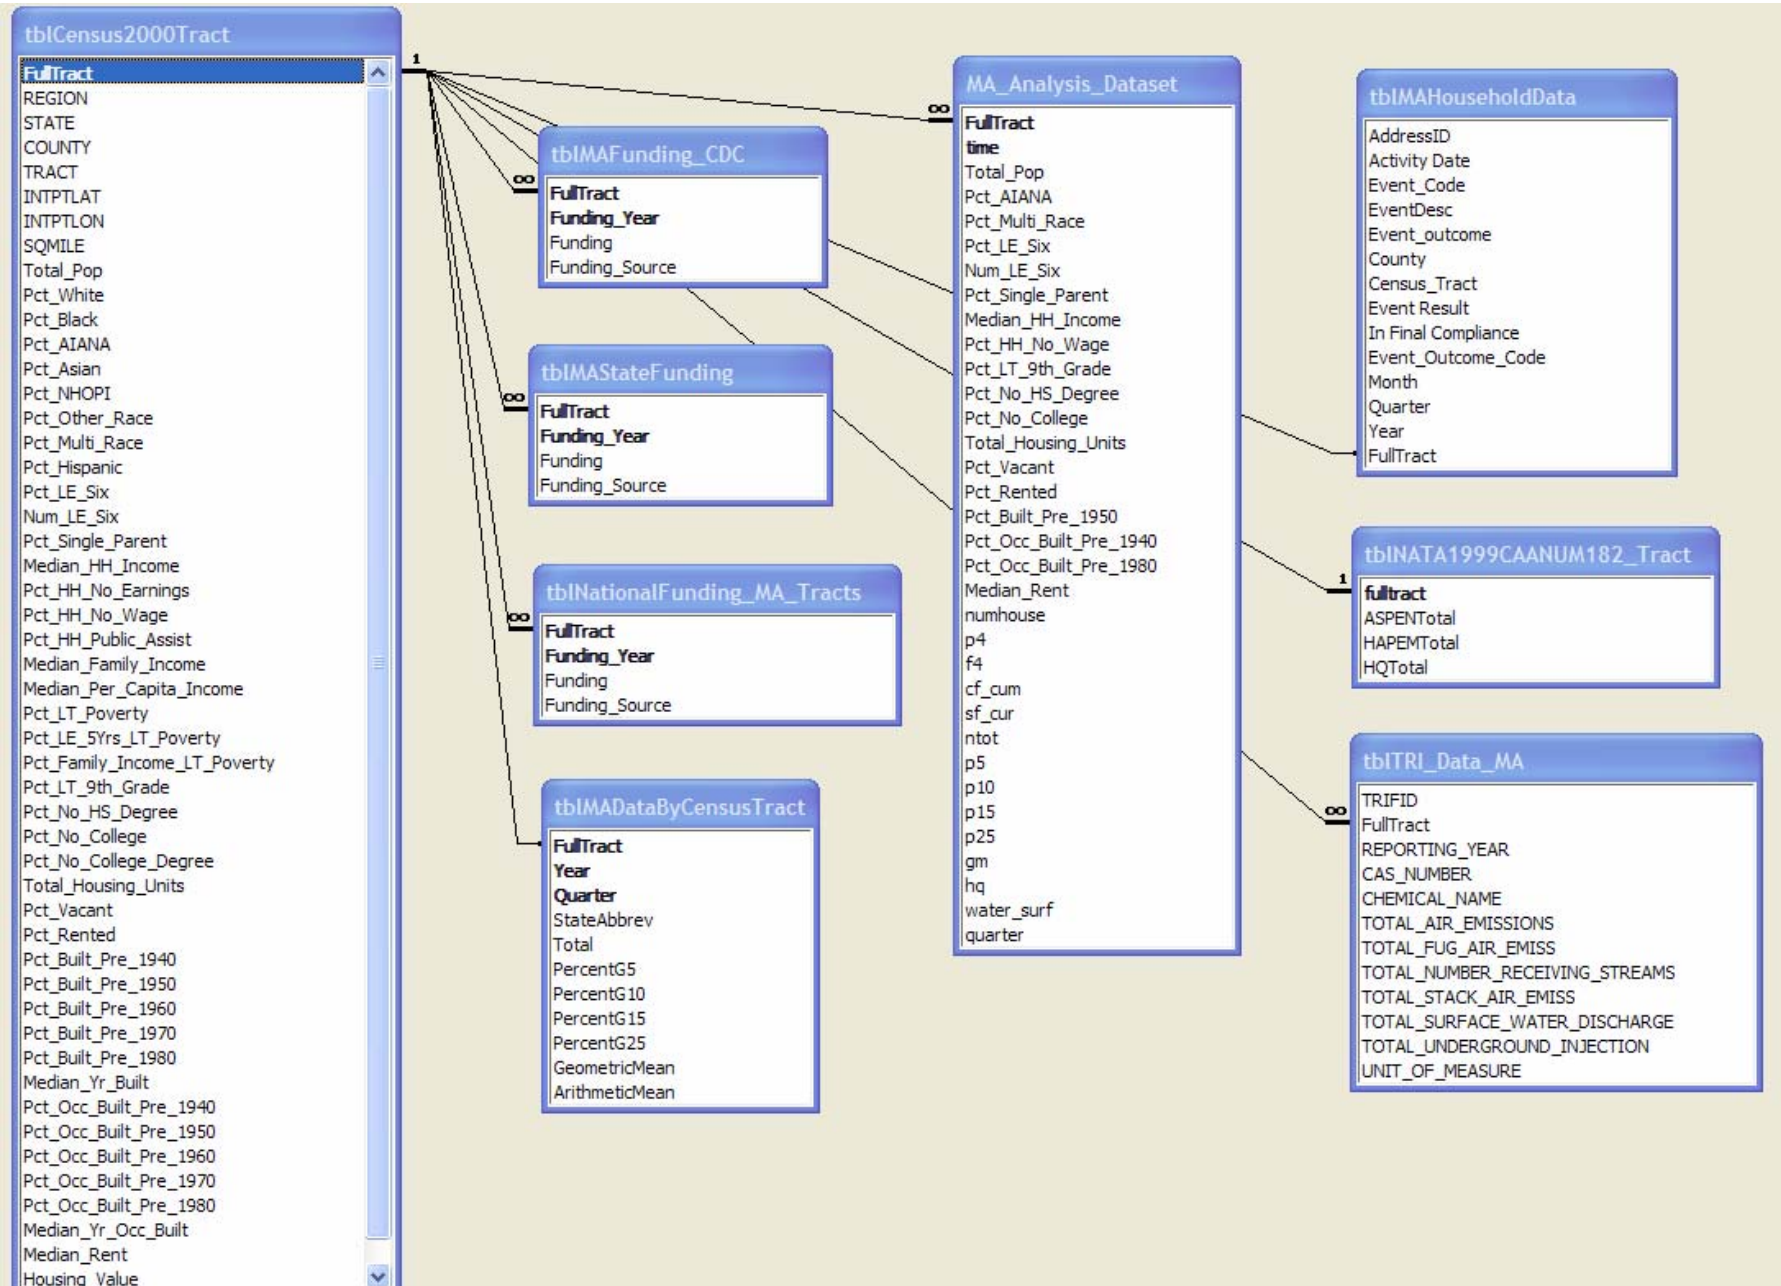 tblCensus2000Tract
FullTract
REGION
STATE
COUNTY
TRACT
INTPTLAT
INTPTLON
SQMILE
Total_Pop
Pct_White
Pct_Black
Pct_AIANA
Pct_Asian
Pct_NHOPI
Pct_Other_Race
Pct_Multi_Race
Pct_Hispanic
Pct_LE_Six
Num_LE_Six
Pct_Single_Parent
Median_HH_Income
Pct_HH_No_Earnings
Pct_HH_No_Wage
Pct_HH_Public_Assist
Median_Family_Income
Median_Per_Capita_Income
Pct_LT_Poverty
Pct_LE_5Yrs_LT_Poverty
Pct_Family_Income_LT_Poverty
Pct_LT_9th_Grade
Pct_No_HS_Degree
Pct_No_College
Pct_No_College_Degree
Total_Housing_Units
Pct_Vacant
Pct_Rented
Pct_Built_Pre_1940
Pct_Built_Pre_1950
Pct_Built_Pre_1960
Pct_Built_Pre_1970
Pct_Built_Pre_1980
Median_Yr_Built
Pct_Occ_Built_Pre_1940
Pct_Occ_Built_Pre_1950
Pct_Occ_Built_Pre_1960
Pct_Occ_Built_Pre_1970
Pct_Occ_Built_Pre_1980
Median_Yr_Occ_Built
Median_Rent
Housing_Value
1
∞
tblMAFunding_CDC
FullTract
Funding_Year
Funding
Funding_Source
∞
tblMAStateFunding
FullTract
Funding_Year
Funding
Funding_Source
∞
tblNationalFunding_MA_Tracts
FullTract
Funding_Year
Funding
Funding_Source
tblMADataByCensusTract
FullTract
Year
Quarter
StateAbbrev
Total
PercentG5
PercentG10
PercentG15
PercentG25
GeometricMean
ArithmeticMean
∞
MA_Analysis_Dataset
FullTract
time
Total_Pop
Pct_AIANA
Pct_Multi_Race
Pct_LE_Six
Num_LE_Six
Pct_Single_Parent
Median_HH_Income
Pct_HH_No_Wage
Pct_LT_9th_Grade
Pct_No_HS_Degree
Pct_No_College
Total_Housing_Units
Pct_Vacant
Pct_Rented
Pct_Built_Pre_1950
Pct_Occ_Built_Pre_1940
Pct_Occ_Built_Pre_1980
Median_Rent
numhouse
p4
f4
cf_cum
sf_cur
ntot
p5
p10
p15
p25
gm
hq
water_surf
quarter
tblMAHouseholdData
AddressID
Activity Date
Event_Code
EventDesc
Event_outcome
County
Census_Tract
Event Result
In Final Compliance
Event_Outcome_Code
Month
Quarter
Year
FullTract
1
tblNATA1999CAANUM182_Tract
fulltract
ASPENTotal
HAPEMTotal
HQTotal
∞
tblTRI_Data_MA
TRIFID
FullTract
REPORTING_YEAR
CAS_NUMBER
CHEMICAL_NAME
TOTAL_AIR_EMISSIONS
TOTAL_FUG_AIR_EMISS
TOTAL_NUMBER_RECEIVING_STREAMS
TOTAL_STACK_AIR_EMISS
TOTAL_SURFACE_WATER_DISCHARGE
TOTAL_UNDERGROUND_INJECTION
UNIT_OF_MEASURE